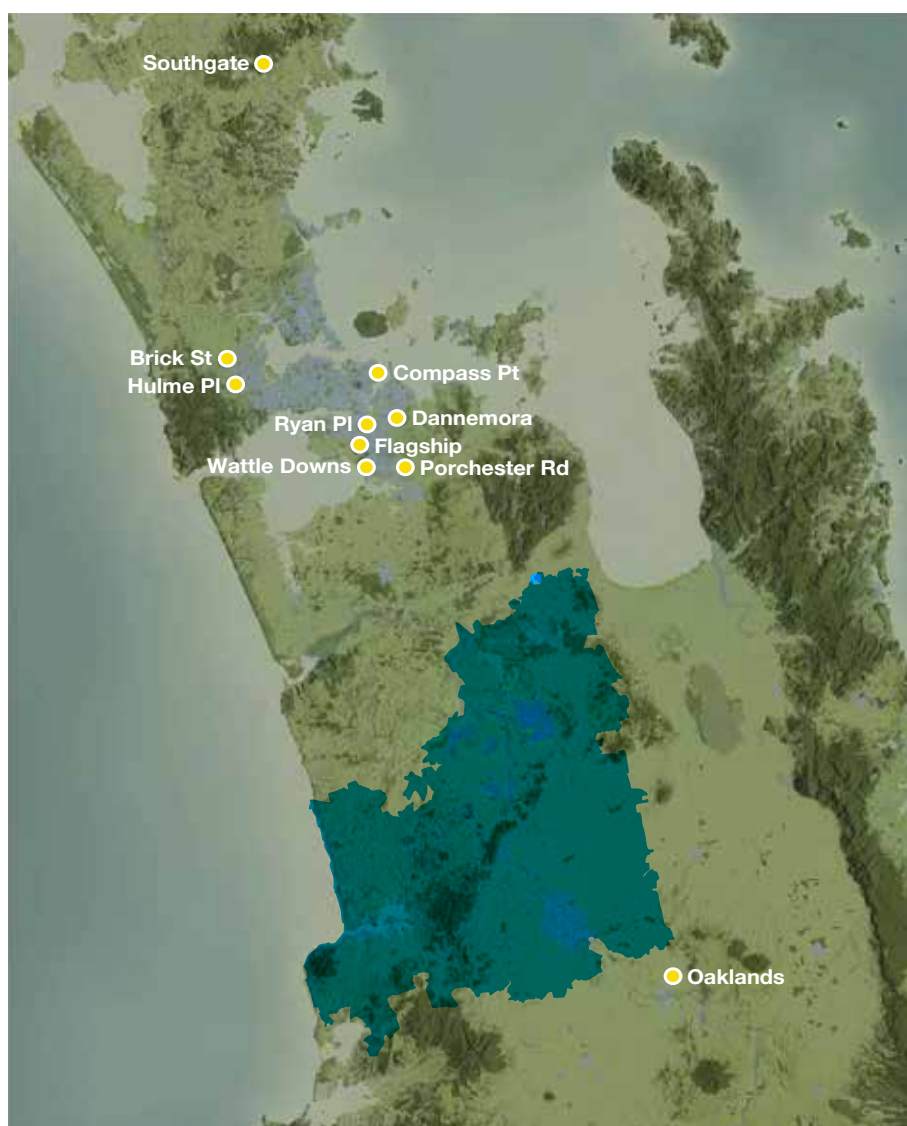 Southgate
Brick St
Hulme Pl
Compass Pt
Dannemora
Ryan Pl
Flagship
Wattle Downs
Porchester Rd
Oaklands